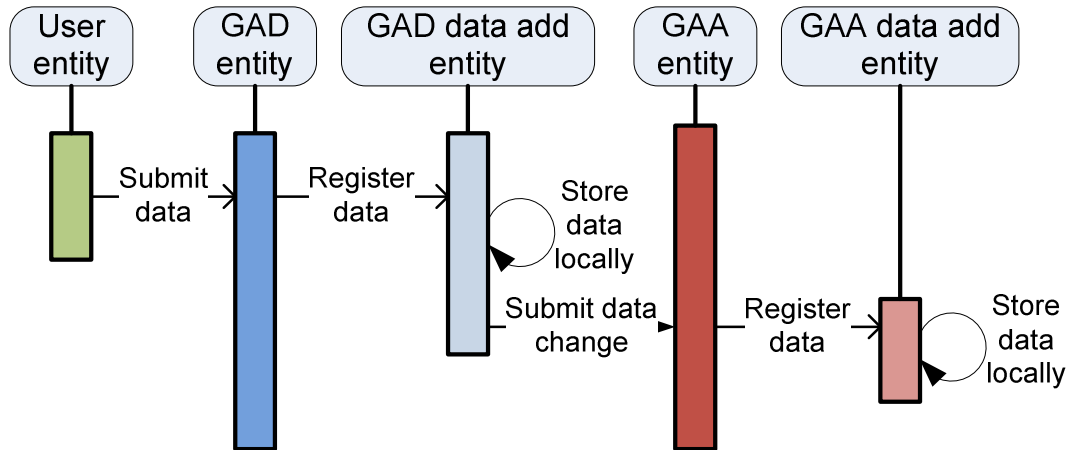 User
entity
GAD
entity
GAD data add
entity
GAA
entity
GAA data add
entity
Submit
data
Register
data
Store
data
locally
Submit data
change
Register
data
Store
data
locally